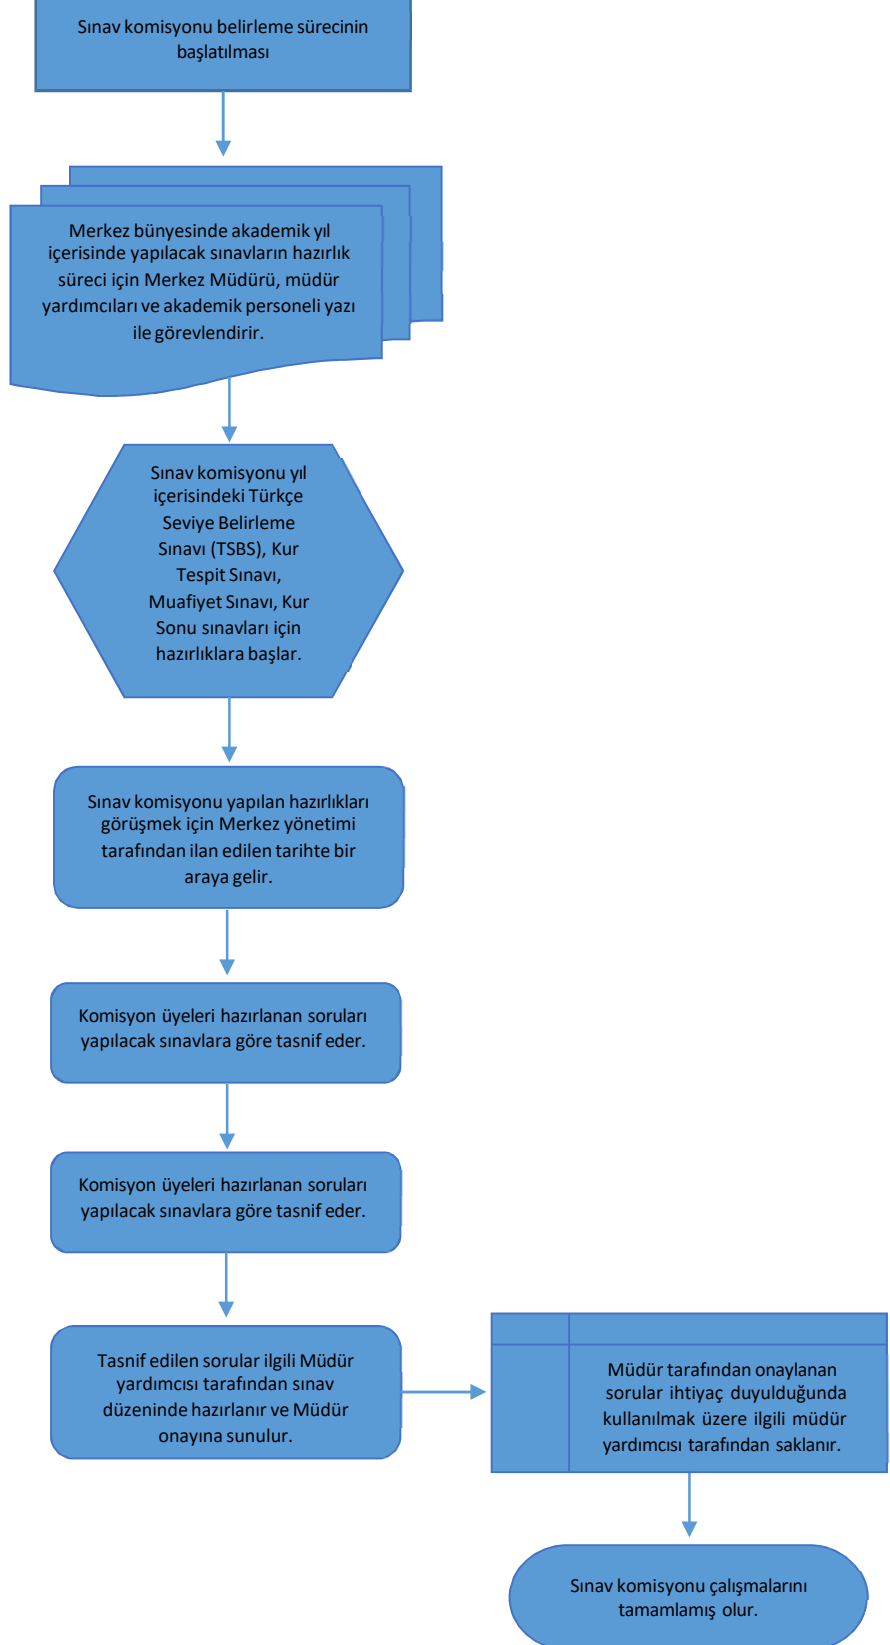 Sınav komisyonu belirleme sürecinin
başlatılması
Merkez bünyesinde akademik yıl
içerisinde yapılacak sınavların hazırlık
süreci için Merkez Müdürü, müdür
yardımcıları ve akademik personeli yazı
ile görevlendirir.
Sınav komisyonu yıl
içerisindeki Türkçe
Seviye Belirleme
Sınavı (TSBS), Kur
Tespit Sınavı,
Muafiyet Sınavı, Kur
Sonu sınavları için
hazırlıklara başlar.
Sınav komisyonu yapılan hazırlıkları
görüşmek için Merkez yönetimi
tarafından ilan edilen tarihte bir
araya gelir.
Komisyon üyeleri hazırlanan soruları
yapılacak sınavlara göre tasnif eder.
Komisyon üyeleri hazırlanan soruları
yapılacak sınavlara göre tasnif eder.
Tasnif edilen sorular ilgili Müdür
yardımcısı tarafından sınav
düzeninde hazırlanır ve Müdür
onayına sunulur.
Müdür tarafından onaylanan
sorular ihtiyaç duyulduğunda
kullanılmak üzere ilgili müdür
yardımcısı tarafından saklanır.
Sınav komisyonu çalışmalarını
tamamlamış olur.